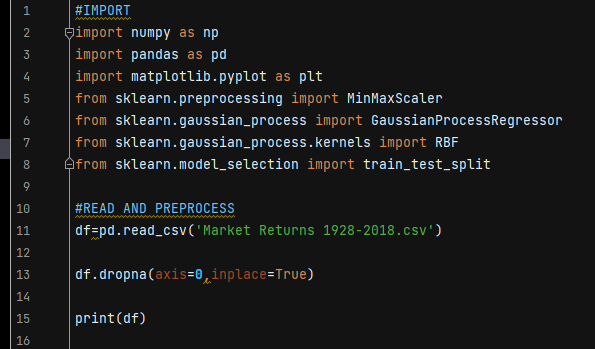 1 #IMPORT
2 import numpy as np
3 import pandas as pd
4 import matplotlib.pyplot as plt
5 from sklearn.gaussian.preprocessing import MinMaxScaler
6 from sklearn.gaussian_process import GaussianProcessRegressor
7 from sklearn.gaussian_process.kernels import RBF
8 from sklearn.model_selection import train_test_split
9
10 #READ AND PREPROCESS
11 df=pd.read_csv('Market Returns 1928-2018.csv')
12
13 df.dropna(axis=0,inplace=True)
14
15 print(df)
16